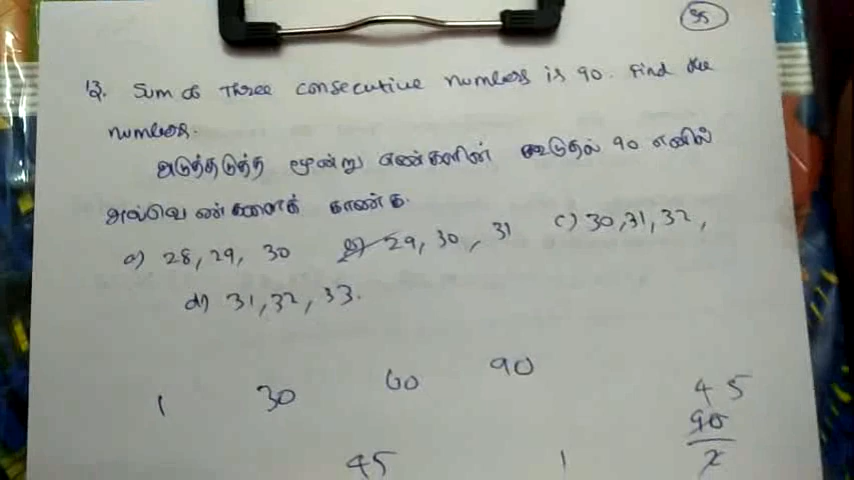 35
Q. Sum of Three consecutive numbers is 90. Find the
numbers.
அடுத்தடுத்த மூன்று எண்களின் கூடுதல் 90 எனில்
அவ்வெண்களைக் காண்க.
a) 28, 29, 30 b) 29, 30, 31 c) 30, 31, 32,
d) 31, 32, 33.
1 30 60 90
45
90
45 1 2